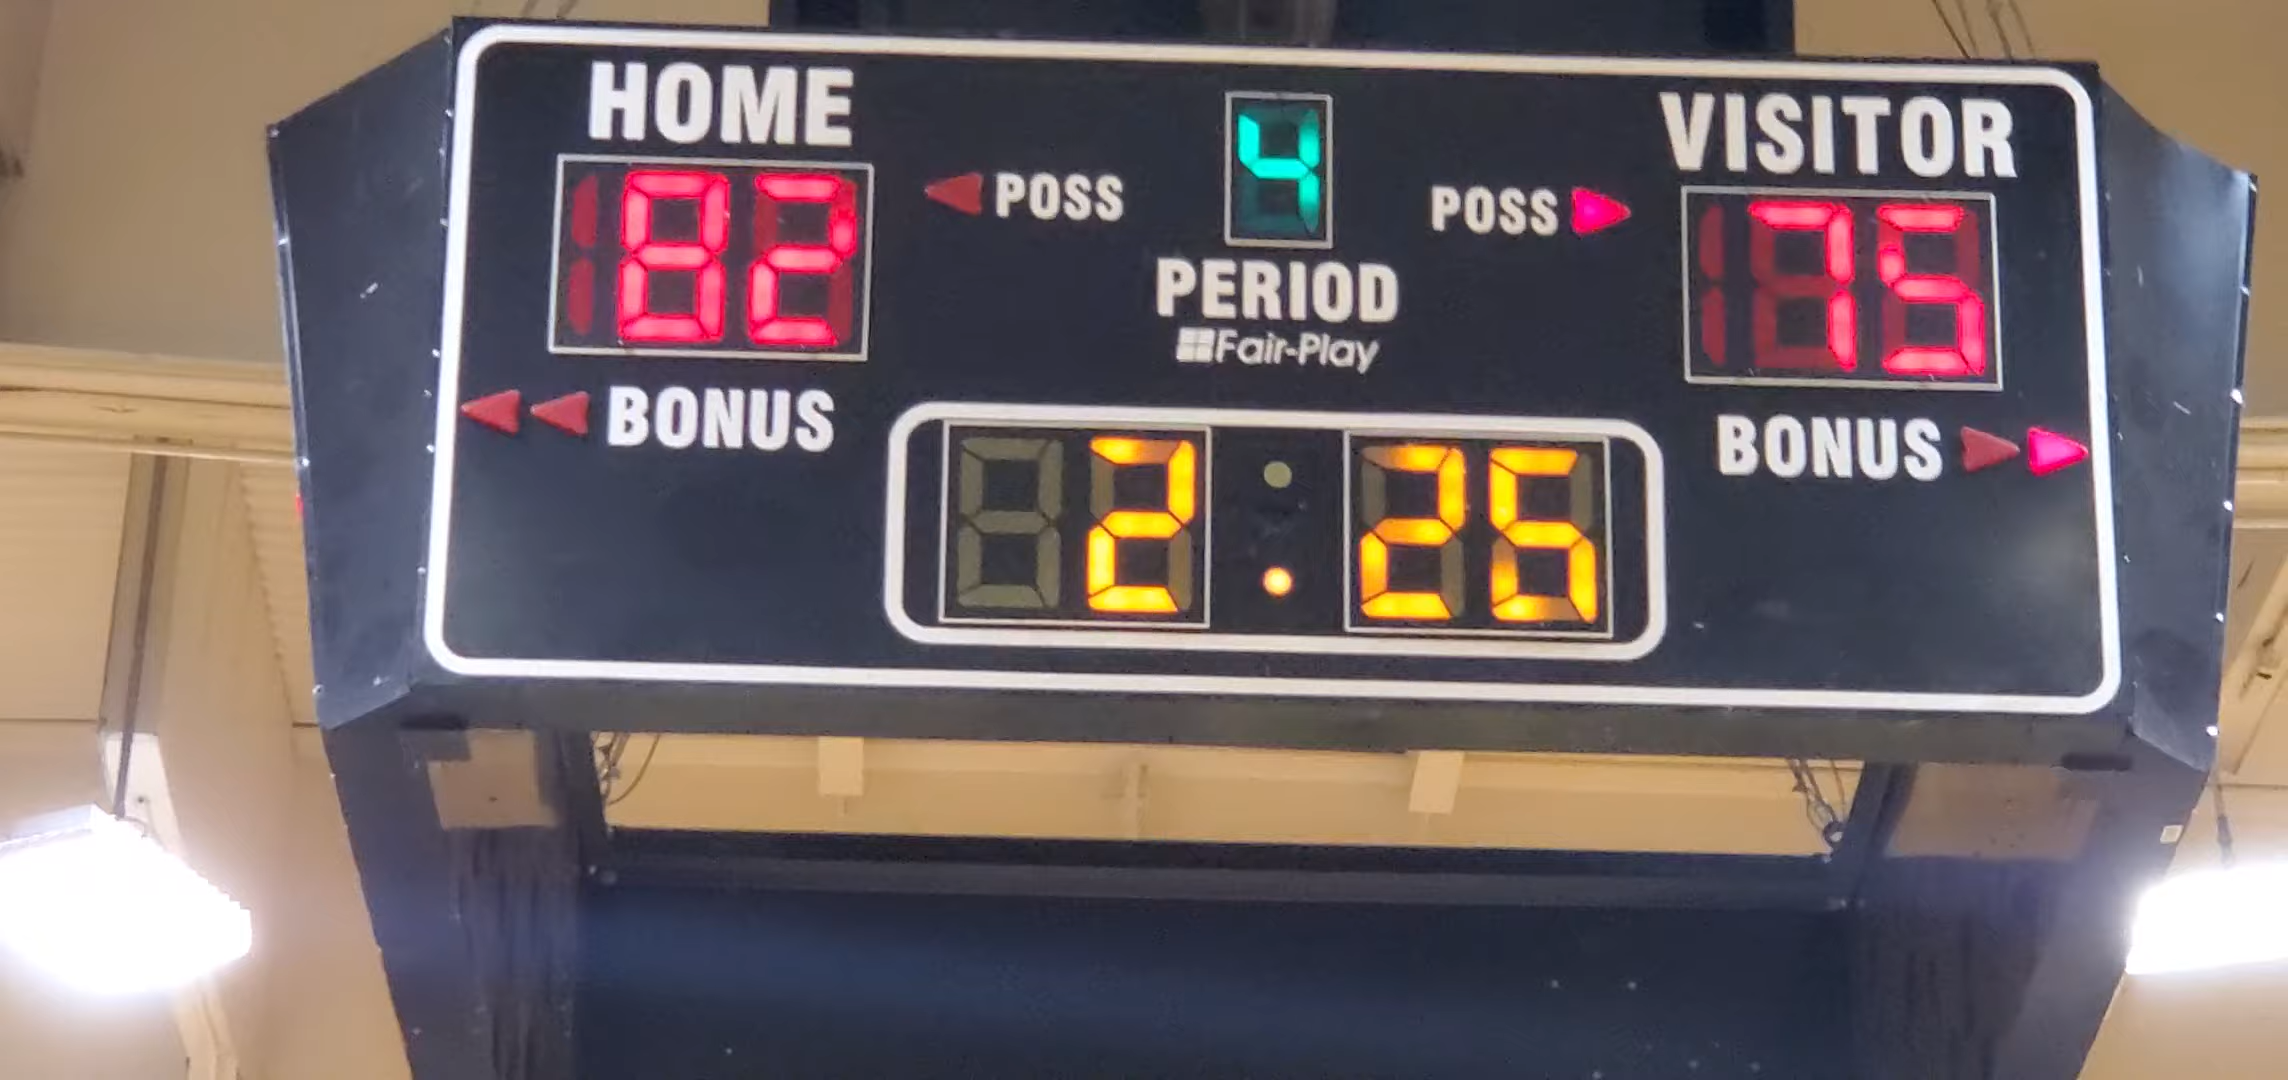 HOME 4 VISITOR
82 POSS POSS 75
PERIOD
Fair-Play
BONUS BONUS
2:25